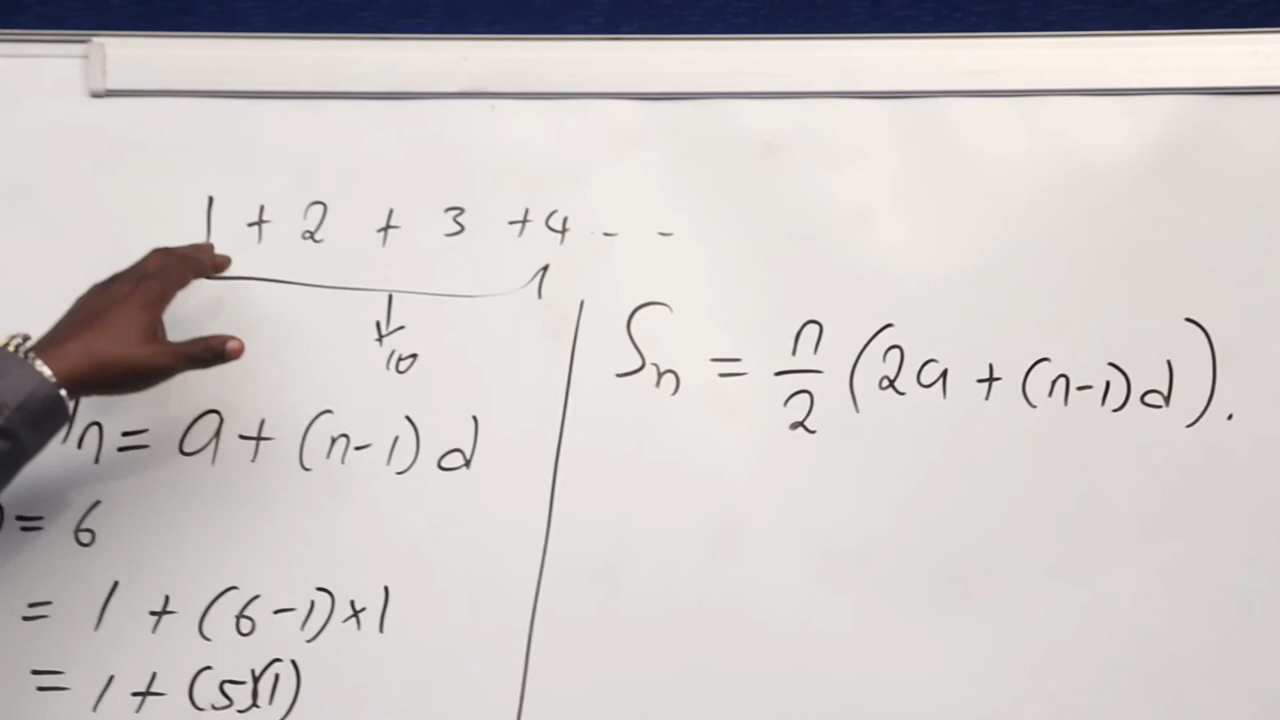 1 + 2 + 3 + 4 - -
10
n = a + (n-1) d
= 6
= 1 + (6-1)×1
= 1 + (5×1)
Sn = n/2 (2a + (n-1)d).